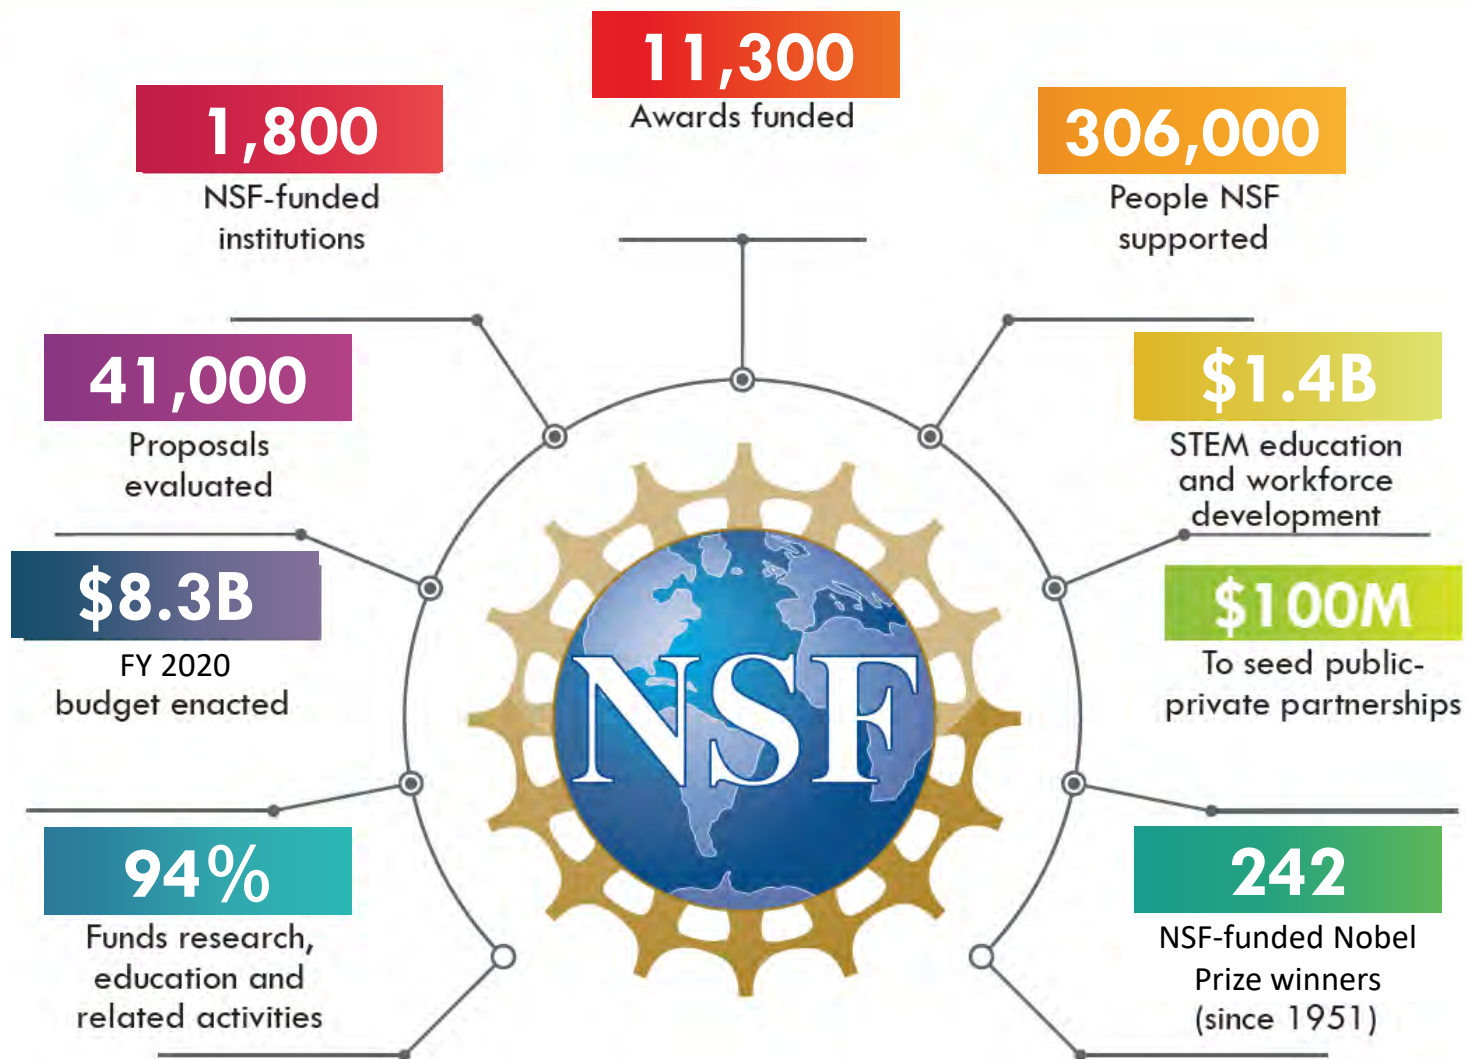 11,300
Awards funded
1,800
NSF-funded
institutions
306,000
People NSF
supported
41,000
Proposals
evaluated
$1.4B
STEM education
and workforce
development
$8.3B
FY 2020
budget enacted
$100M
To seed public-
private partnerships
NSF
94%
Funds research,
education and
related activities
242
NSF-funded Nobel
Prize winners
(since 1951)